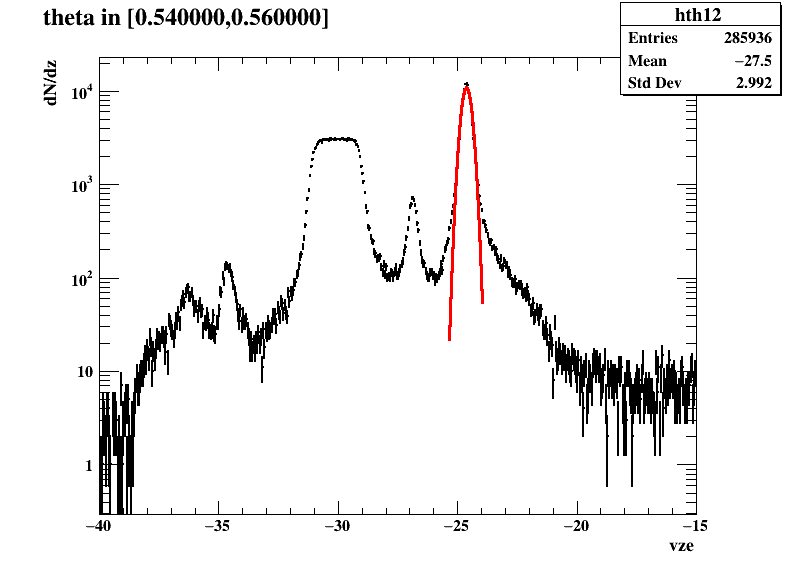 theta in [0.540000,0.560000]
hth12
Entries 285936
Mean −27.5
Std Dev 2.992
dN/dz
10⁴
10³
10²
10
1
−40 −35 −30 −25 −20 −15
vze